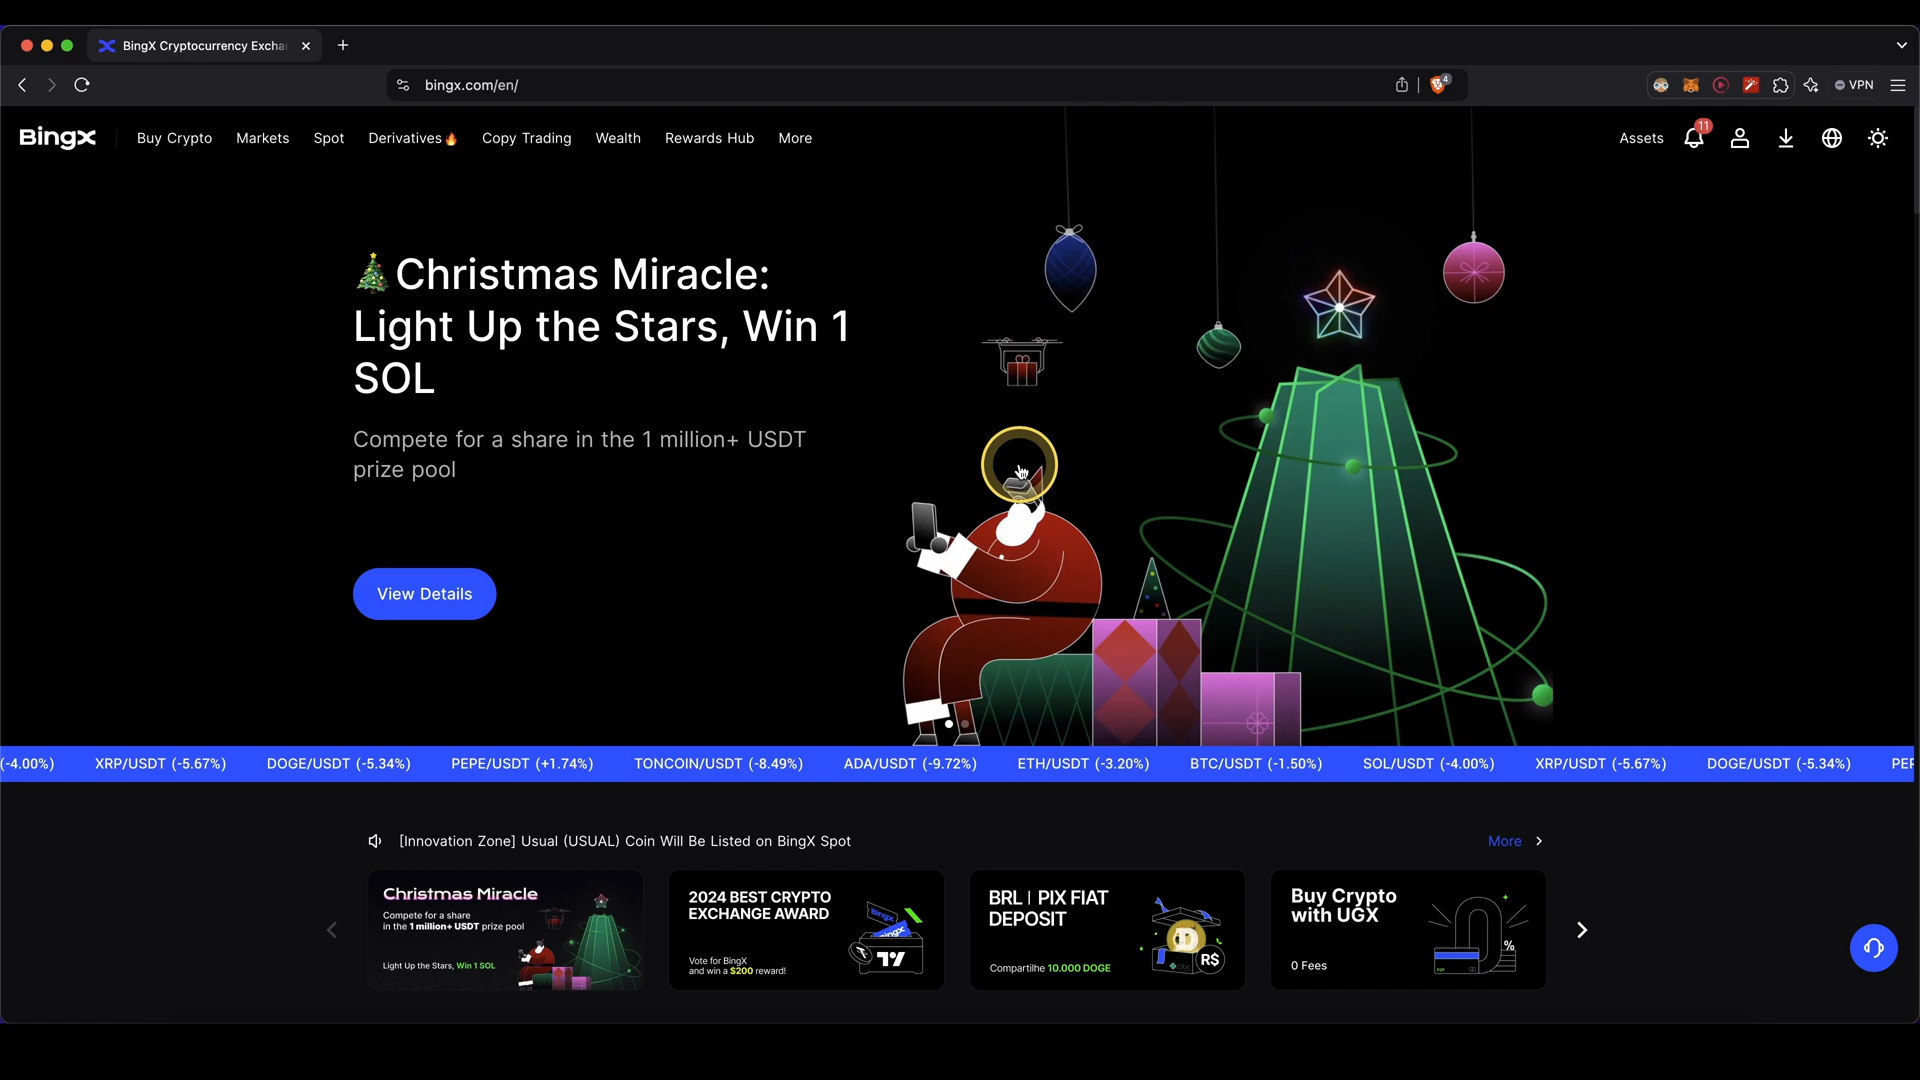 BingX Cryptocurrency Excha
bingx.com/en/
4
VPN
BingX
Buy Crypto
Markets
Spot
Derivatives🔥
Copy Trading
Wealth
Rewards Hub
More
Assets
11
🎄Christmas Miracle:
Light Up the Stars, Win 1
SOL
Compete for a share in the 1 million+ USDT
prize pool
View Details
(-4.00%) XRP/USDT (-5.67%) DOGE/USDT (-5.34%) PEPE/USDT (+1.74%) TONCOIN/USDT (-8.49%) ADA/USDT (-9.72%) ETH/USDT (-3.20%) BTC/USDT (-1.50%) SOL/USDT (-4.00%) XRP/USDT (-5.67%) DOGE/USDT (-5.34%) PEP
[Innovation Zone] Usual (USUAL) Coin Will Be Listed on BingX Spot
More
Christmas Miracle
Compete for a share
in the 1 million+ USDT prize pool
Light Up the Stars, Win 1 SOL
2024 BEST CRYPTO
EXCHANGE AWARD
Vote for BingX
and win a $200 reward!
BingX
BingX
BRL | PIX FIAT
DEPOSIT
Compartilhe 10.000 DOGE
pix
R$
Buy Crypto
with UGX
0 Fees
%